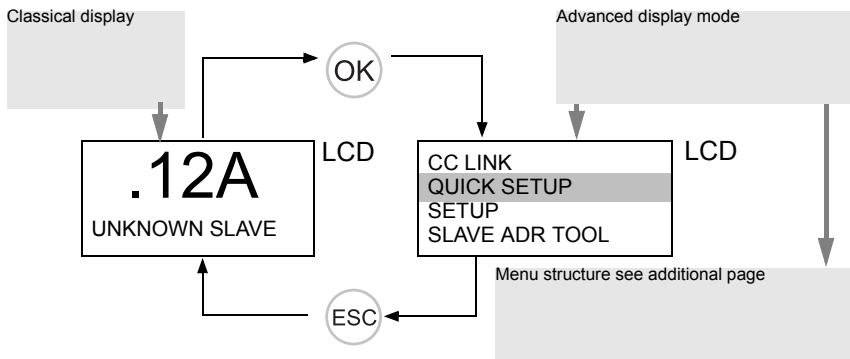 Classical display
Advanced display mode
OK
.12A
UNKNOWN SLAVE
LCD
CC LINK
QUICK SETUP
SETUP
SLAVE ADR TOOL
LCD
Menu structure see additional page
ESC